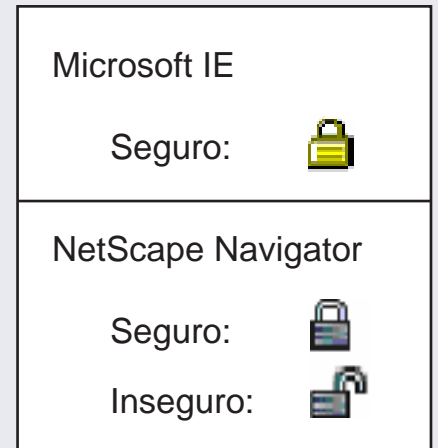 Microsoft IE
Seguro:
NetScape Navigator
Seguro:
Inseguro: